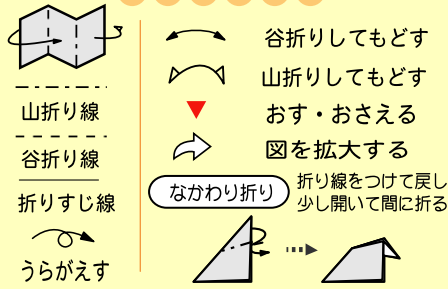 山折り線
谷折り線
折りすじ線
うらがえす
谷折りしてもどす
山折りしてもどす
おす・おさえる
図を拡大する
なかわり折り
折り線をつけて戻し
少し開いて間に折る